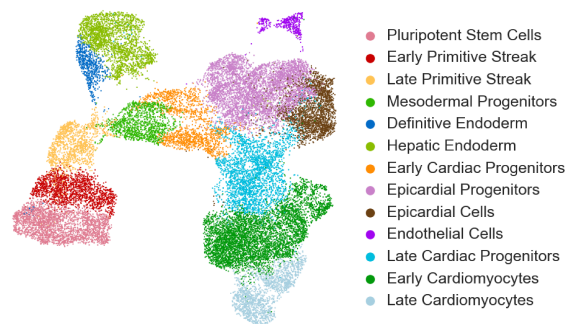 Pluripotent Stem Cells
Early Primitive Streak
Late Primitive Streak
Mesodermal Progenitors
Definitive Endoderm
Hepatic Endoderm
Early Cardiac Progenitors
Epicardial Progenitors
Epicardial Cells
Endothelial Cells
Late Cardiac Progenitors
Early Cardiomyocytes
Late Cardiomyocytes